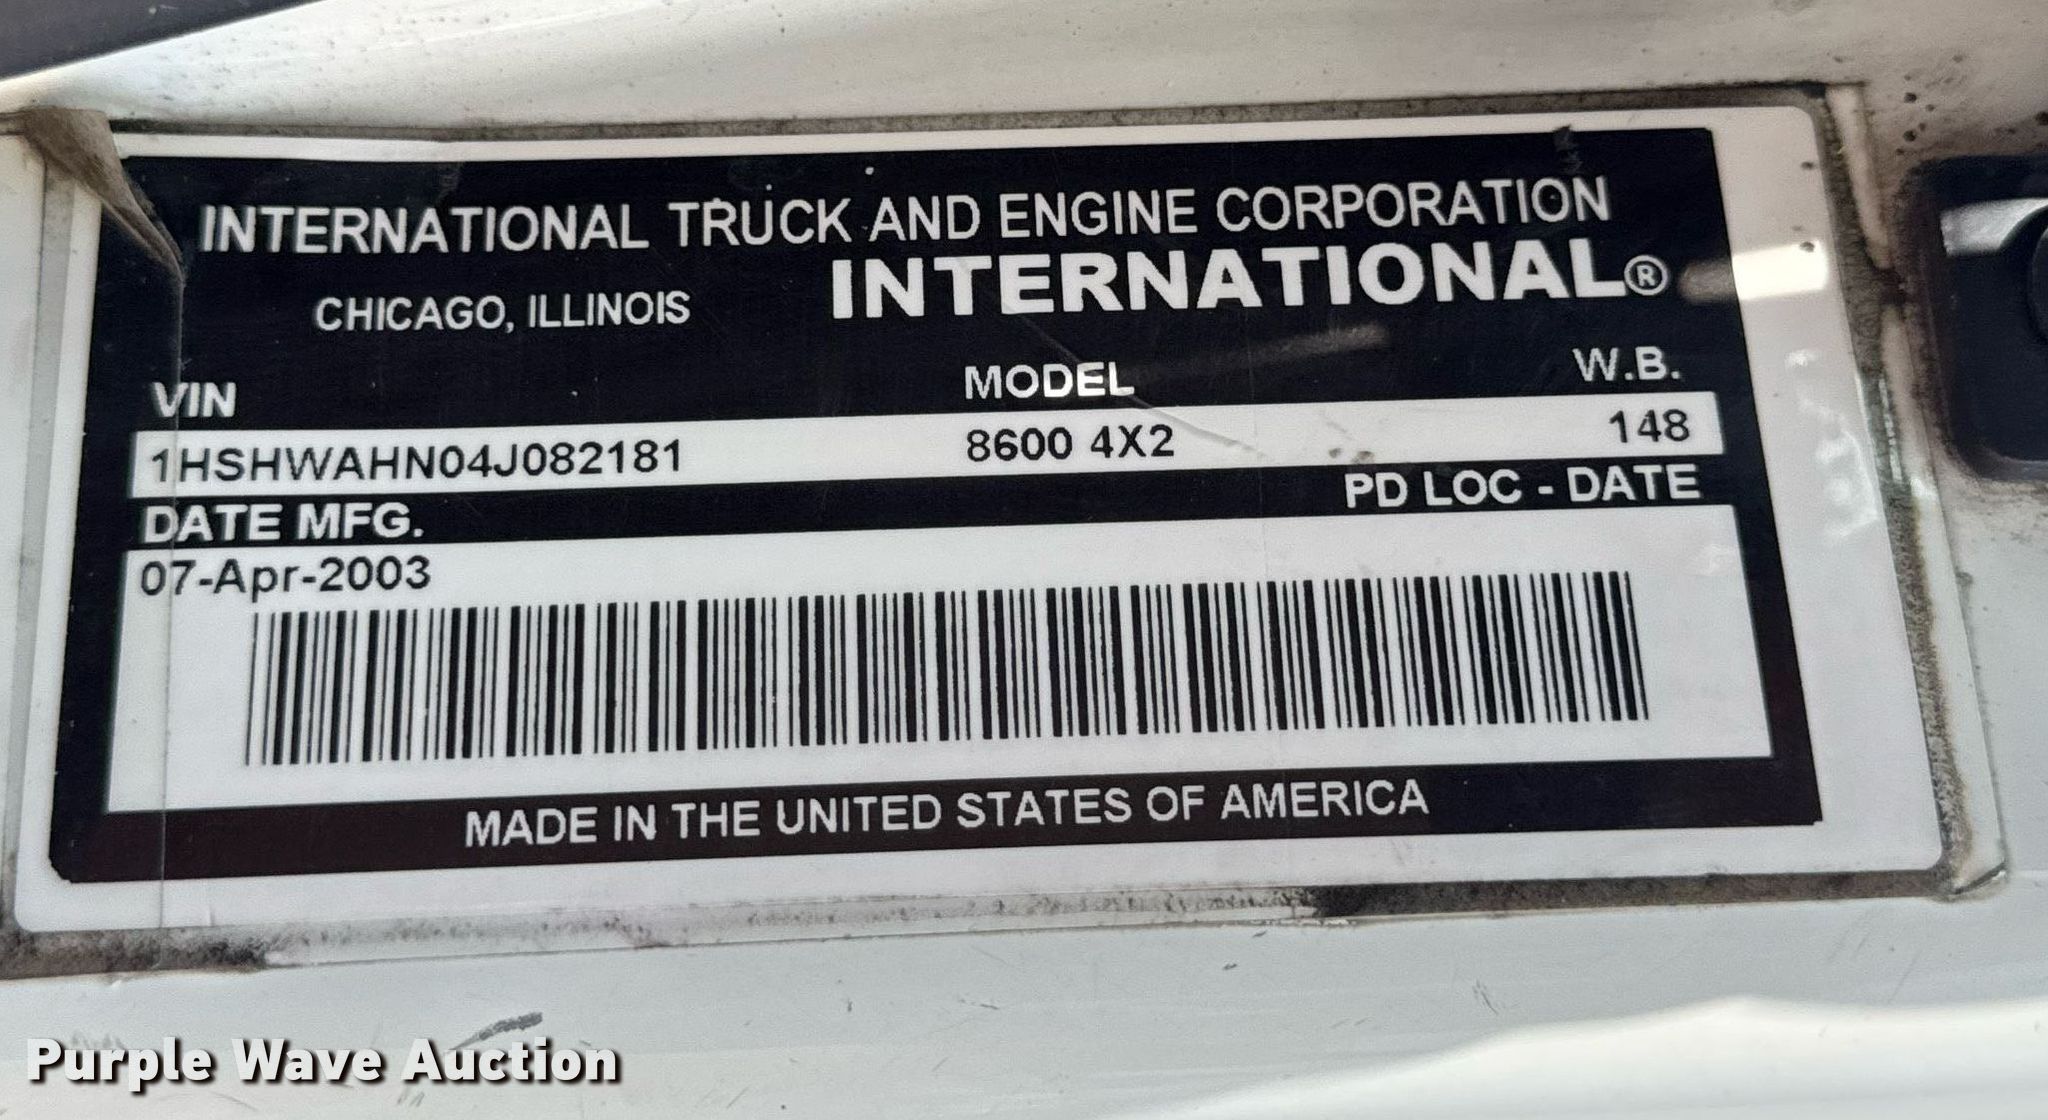 INTERNATIONAL TRUCK AND ENGINE CORPORATION
CHICAGO, ILLINOIS INTERNATIONAL®
VIN MODEL W.B.
1HSHWAHN04J082181 8600 4X2 148
DATE MFG. PD LOC - DATE
07-Apr-2003
MADE IN THE UNITED STATES OF AMERICA
Purple Wave Auction